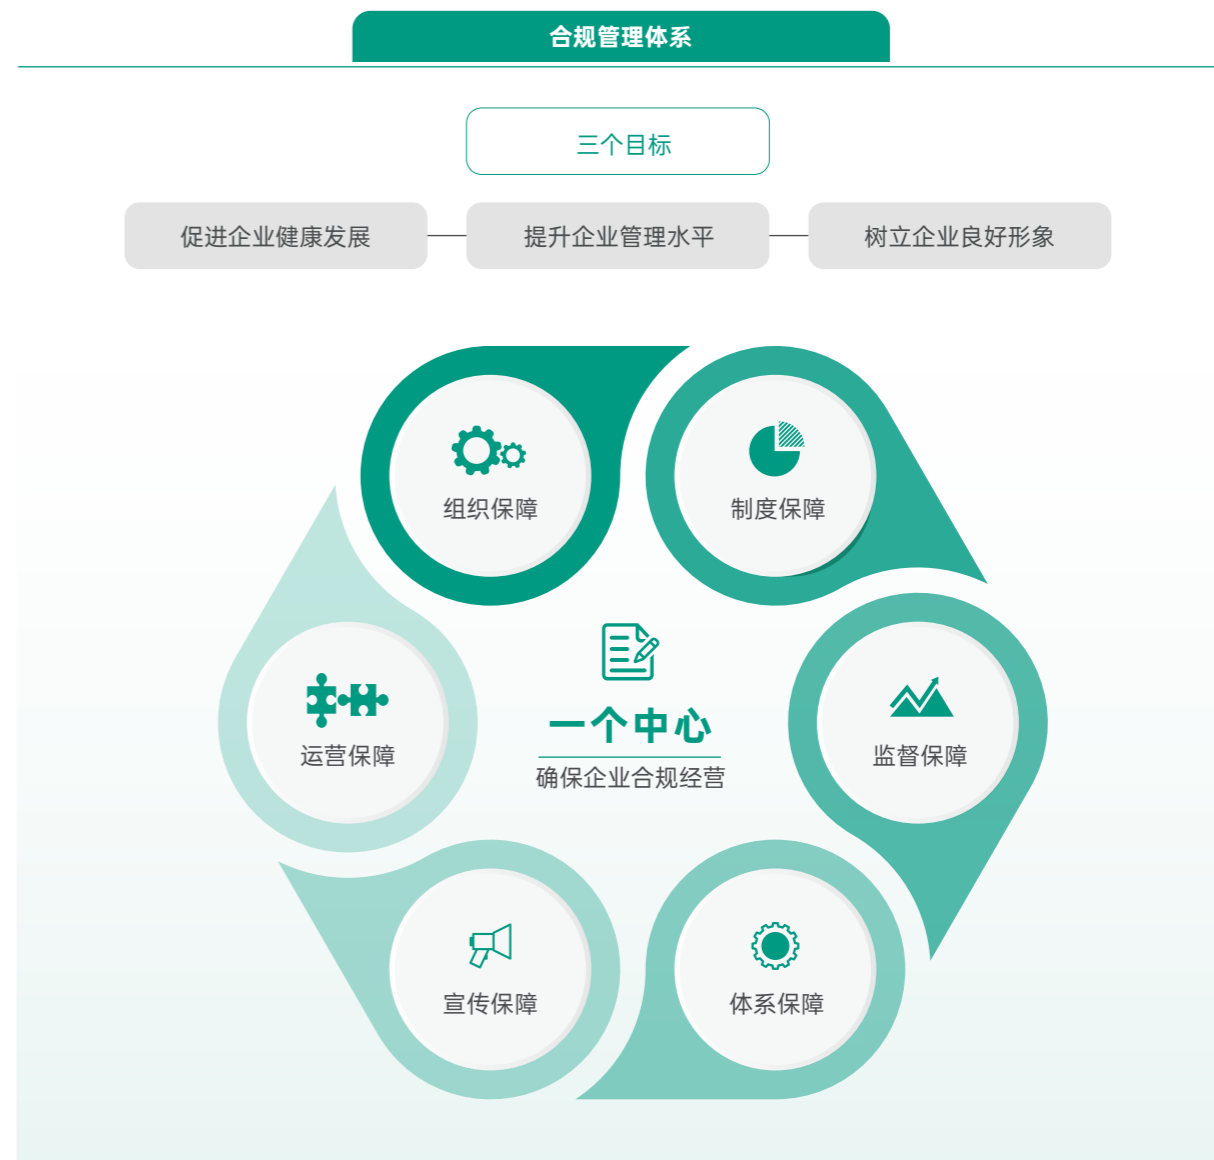 合规管理体系
三个目标
促进企业健康发展
提升企业管理水平
树立企业良好形象
组织保障
制度保障
运营保障
一个中心
确保企业合规经营
监督保障
宣传保障
体系保障